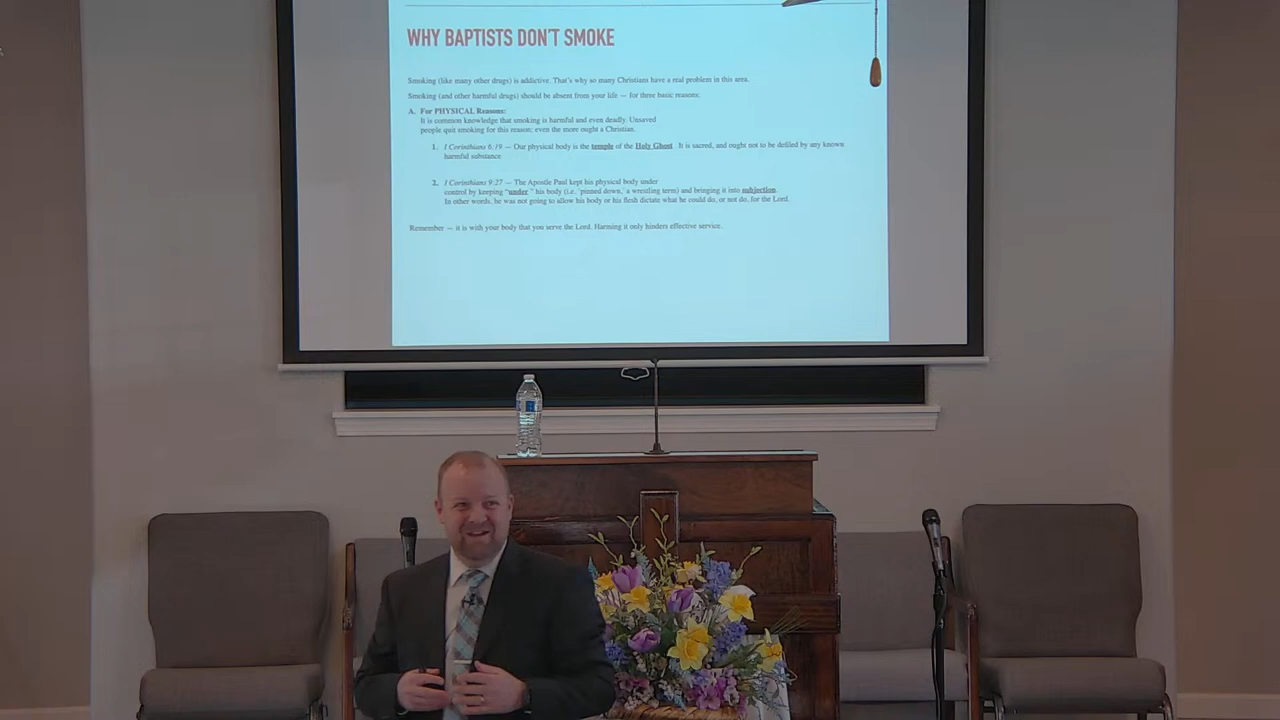 WHY BAPTISTS DON'T SMOKE
Smoking (like many other drugs) is addictive. That's why so many Christians have a real problem in this area.
Smoking (and other harmful drugs) should be absent from your life — for three basic reasons:
A. For PHYSICAL Reasons:
It is common knowledge that smoking is harmful and even deadly. Unsaved
people quit smoking for this reason; even the more ought a Christian.
1. I Corinthians 6:19 — Our physical body is the temple of the Holy Ghost. It is sacred, and ought not to be defiled by any known
harmful substance
2. I Corinthians 9:27 — The Apostle Paul kept his physical body under
control by keeping "under" his body (i.e. 'pinned down,' a wrestling term) and bringing it into subjection.
In other words, he was not going to allow his body or his flesh dictate what he could do, or not do, for the Lord.
Remember — it is with your body that you serve the Lord. Harming it only hinders effective service.